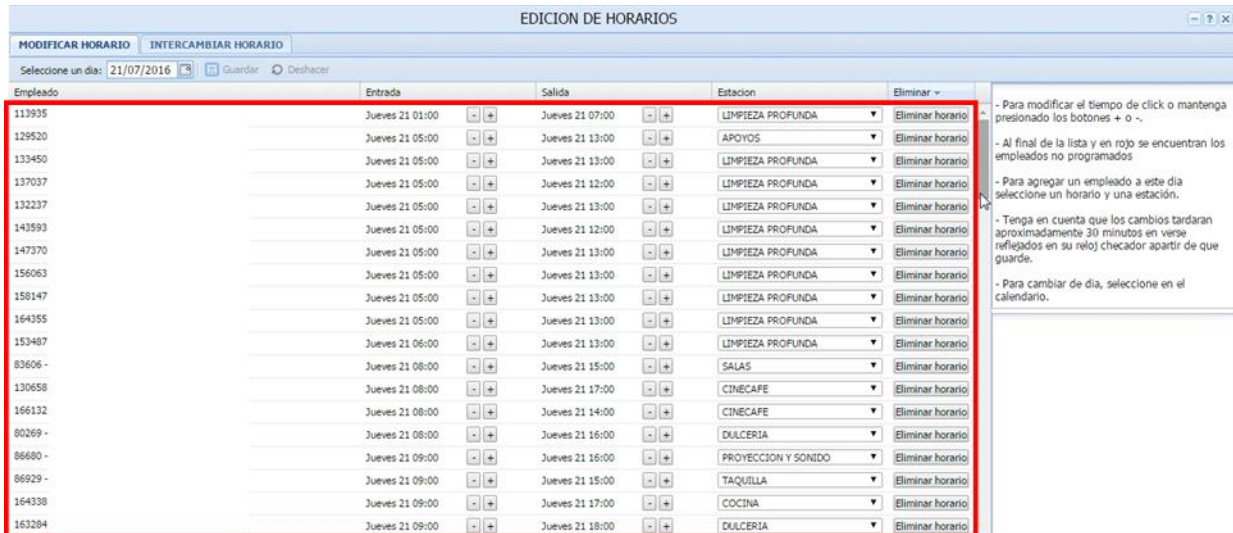 EDICION DE HORARIOS
MODIFICAR HORARIO INTERCAMBIAR HORARIO
Seleccione un dia: 21/07/2016 Guardar Deshacer
Empleado Entrada Salida Estacion Eliminar
113935 Jueves 21 01:00 - + Jueves 21 07:00 - + LIMPIEZA PROFUNDA Eliminar horario
129520 Jueves 21 05:00 - + Jueves 21 13:00 - + APOYOS Eliminar horario
133450 Jueves 21 05:00 - + Jueves 21 13:00 - + LIMPIEZA PROFUNDA Eliminar horario
137037 Jueves 21 05:00 - + Jueves 21 12:00 - + LIMPIEZA PROFUNDA Eliminar horario
132237 Jueves 21 05:00 - + Jueves 21 13:00 - + LIMPIEZA PROFUNDA Eliminar horario
143593 Jueves 21 05:00 - + Jueves 21 12:00 - + LIMPIEZA PROFUNDA Eliminar horario
147370 Jueves 21 05:00 - + Jueves 21 13:00 - + LIMPIEZA PROFUNDA Eliminar horario
156063 Jueves 21 05:00 - + Jueves 21 13:00 - + LIMPIEZA PROFUNDA Eliminar horario
158147 Jueves 21 05:00 - + Jueves 21 13:00 - + LIMPIEZA PROFUNDA Eliminar horario
164355 Jueves 21 05:00 - + Jueves 21 13:00 - + LIMPIEZA PROFUNDA Eliminar horario
153487 Jueves 21 06:00 - + Jueves 21 13:00 - + LIMPIEZA PROFUNDA Eliminar horario
83606 - Jueves 21 08:00 - + Jueves 21 15:00 - + SALAS Eliminar horario
130658 Jueves 21 08:00 - + Jueves 21 17:00 - + CINECAFE Eliminar horario
166132 Jueves 21 08:00 - + Jueves 21 14:00 - + CINECAFE Eliminar horario
80269 - Jueves 21 08:00 - + Jueves 21 16:00 - + DULCERIA Eliminar horario
86680 - Jueves 21 09:00 - + Jueves 21 16:00 - + PROYECCION Y SONIDO Eliminar horario
86929 - Jueves 21 09:00 - + Jueves 21 15:00 - + TAQUILLA Eliminar horario
164338 Jueves 21 09:00 - + Jueves 21 17:00 - + COCINA Eliminar horario
163284 Jueves 21 09:00 - + Jueves 21 18:00 - + DULCERIA Eliminar horario
- Para modificar el tiempo de click o mantenga
presionado los botones + o -.
- Al final de la lista y en rojo se encuentran los
empleados no programados
- Para agregar un empleado a este dia
seleccione un horario y una estación.
- Tenga en cuenta que los cambios tardaran
aproximadamente 30 minutos en verse
reflejados en su reloj checador apartir de que
guarde.
- Para cambiar de dia, seleccione en el
calendario.